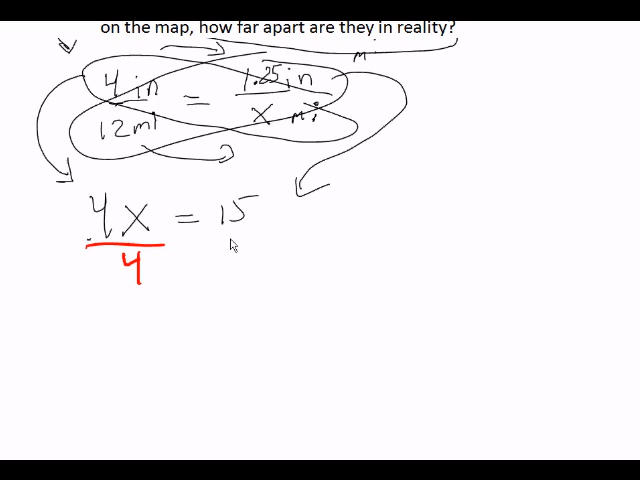 on the map, how far apart are they in reality?
mi
4 in = 1.25 in
12 mi x mi
4x = 15
4